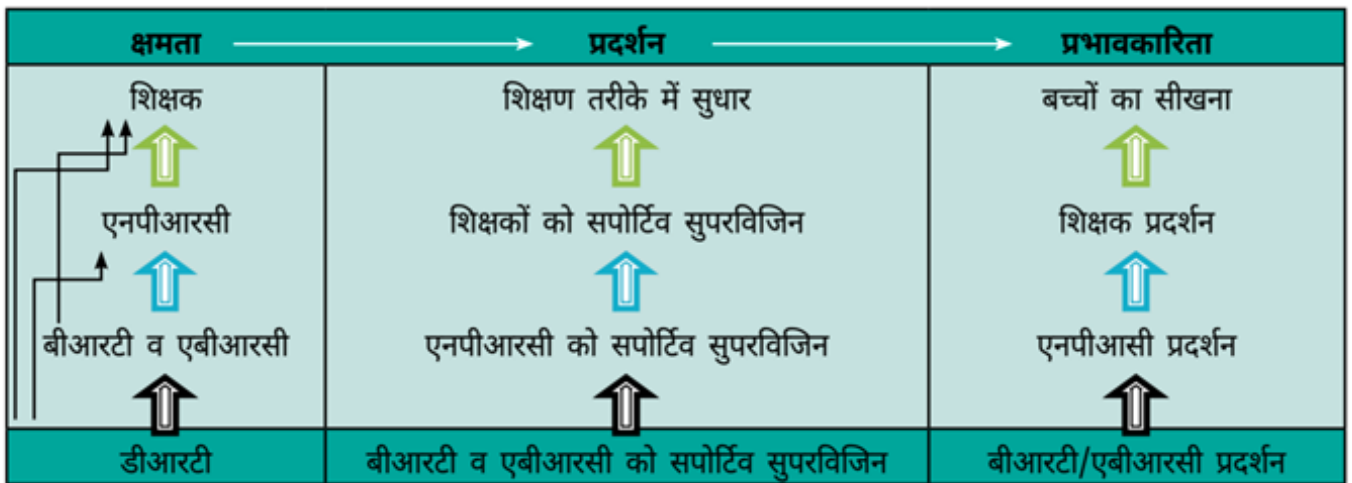 क्षमता प्रदर्शन प्रभावकारिता
शिक्षक शिक्षण तरीके में सुधार बच्चों का सीखना
एनपीआरसी शिक्षकों को सपोर्टिव सुपरविजिन शिक्षक प्रदर्शन
बीआरटी व एबीआरसी एनपीआरसी को सपोर्टिव सुपरविजिन एनपीआसी प्रदर्शन
डीआरटी बीआरटी व एबीआरसी को सपोर्टिव सुपरविजिन बीआरटी/एबीआरसी प्रदर्शन